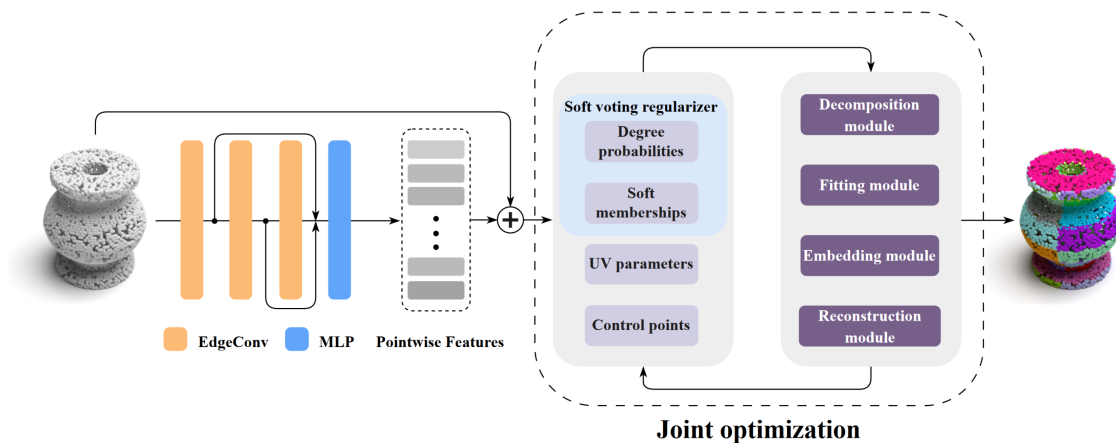 Soft voting regularizer
Degree
probabilities
Soft
memberships
UV parameters
Control points
Decomposition
module
Fitting module
Embedding module
Reconstruction
module
EdgeConv
MLP
Pointwise Features
Joint optimization